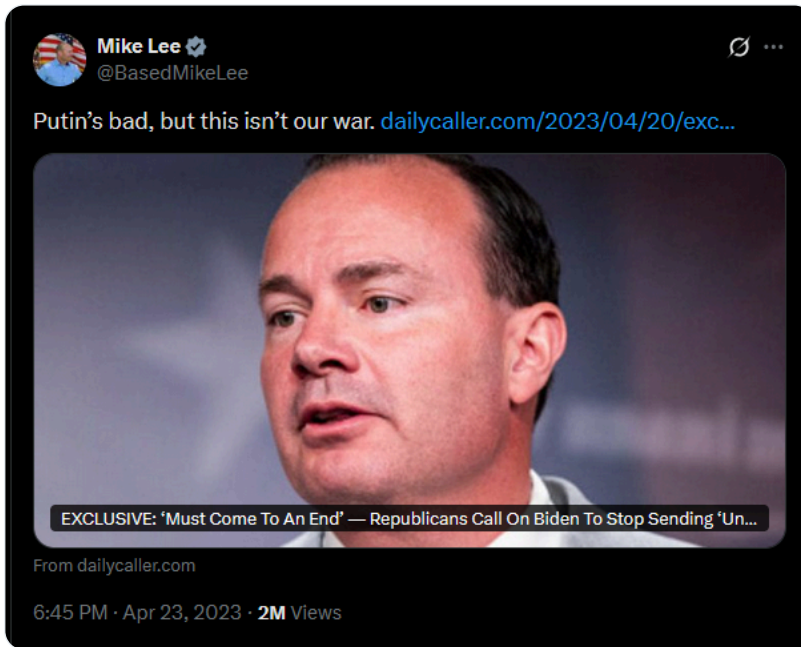 Mike Lee
@BasedMikeLee
Putin’s bad, but this isn’t our war. dailycaller.com/2023/04/20/exc...
EXCLUSIVE: ‘Must Come To An End’ — Republicans Call On Biden To Stop Sending ‘Un...
From dailycaller.com
6:45 PM · Apr 23, 2023 · 2M Views